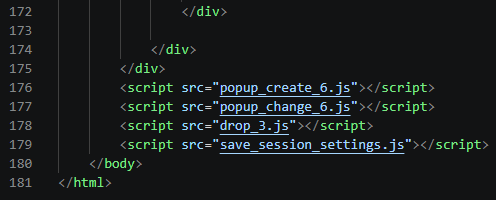 172 </div>
173
174 </div>
175 </div>
176 <script src="popup_create_6.js"></script>
177 <script src="popup_change_6.js"></script>
178 <script src="drop_3.js"></script>
179 <script src="save_session_settings.js"></script>
180 </body>
181 </html>